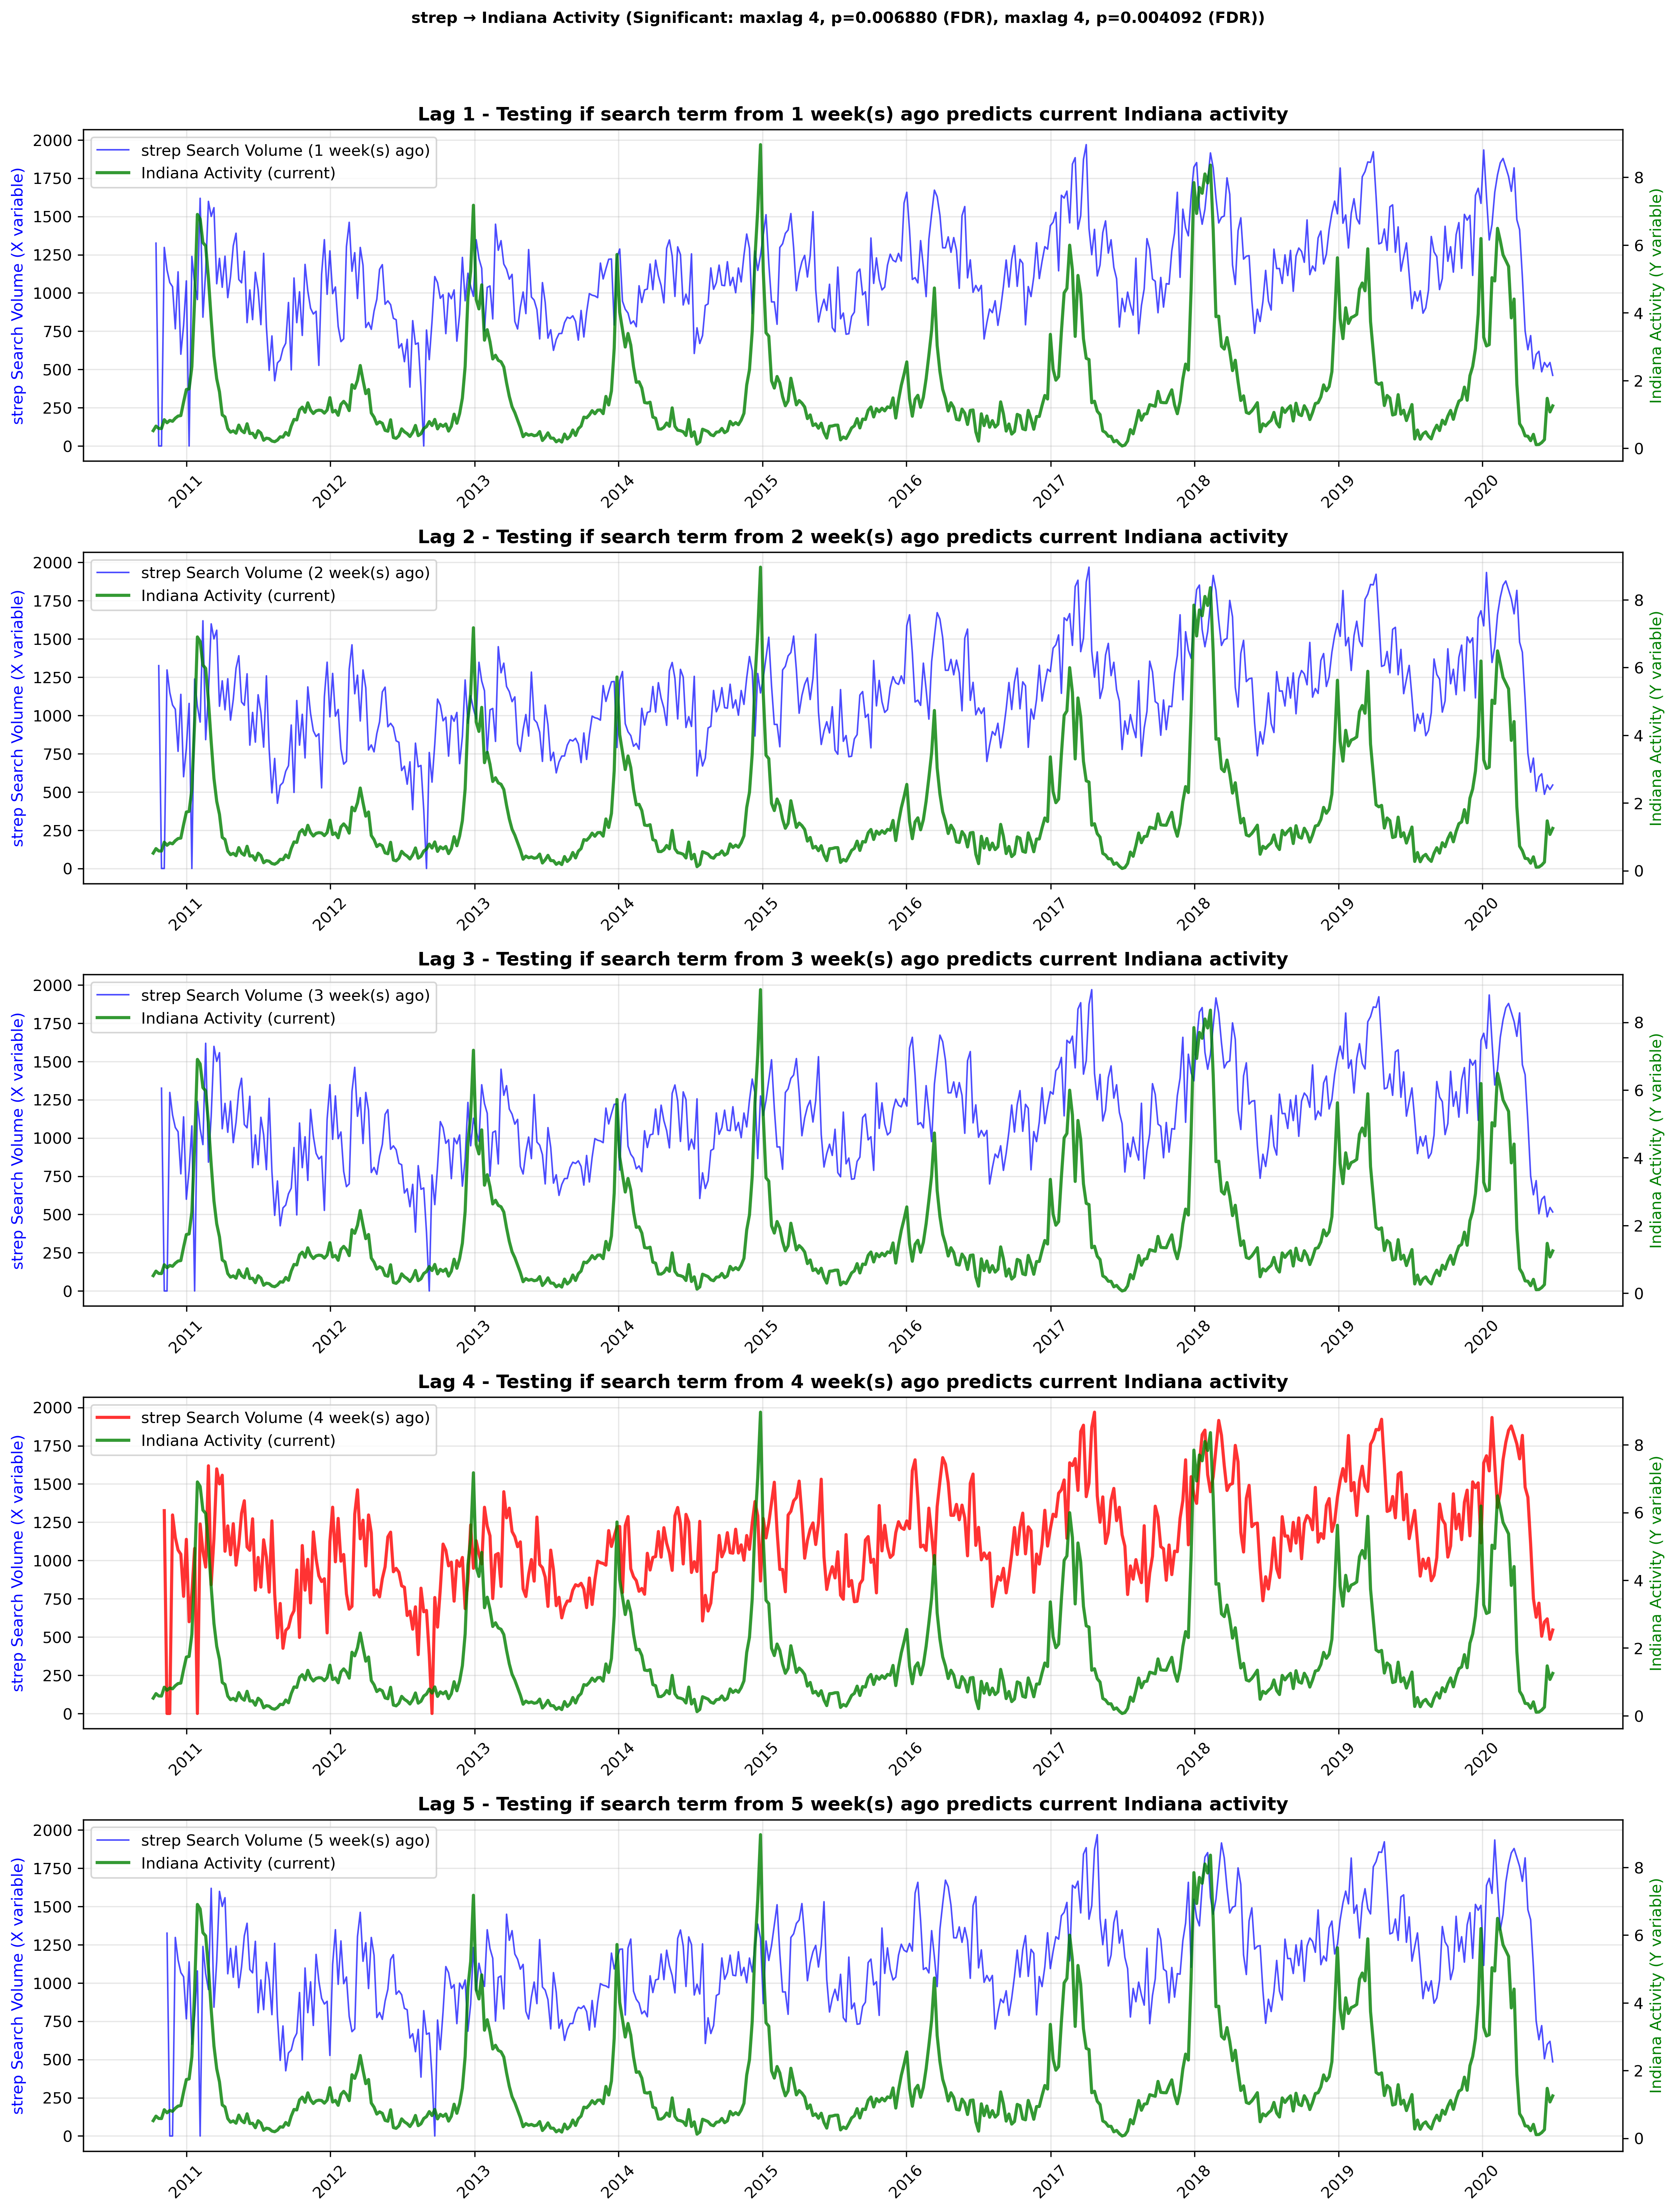 strep → Indiana Activity (Significant: maxlag 4, p=0.006880 (FDR), maxlag 4, p=0.004092 (FDR))
Lag 1 - Testing if search term from 1 week(s) ago predicts current Indiana activity
strep Search Volume (1 week(s) ago)
Indiana Activity (current)
strep Search Volume (X variable)
2000
1750
1500
1250
1000
750
500
250
0
8
6
4
2
0
Indiana Activity (Y variable)
2011 2012 2013 2014 2015 2016 2017 2018 2019 2020
Lag 2 - Testing if search term from 2 week(s) ago predicts current Indiana activity
strep Search Volume (2 week(s) ago)
Indiana Activity (current)
strep Search Volume (X variable)
2000
1750
1500
1250
1000
750
500
250
0
8
6
4
2
0
Indiana Activity (Y variable)
2011 2012 2013 2014 2015 2016 2017 2018 2019 2020
Lag 3 - Testing if search term from 3 week(s) ago predicts current Indiana activity
strep Search Volume (3 week(s) ago)
Indiana Activity (current)
strep Search Volume (X variable)
2000
1750
1500
1250
1000
750
500
250
0
8
6
4
2
0
Indiana Activity (Y variable)
2011 2012 2013 2014 2015 2016 2017 2018 2019 2020
Lag 4 - Testing if search term from 4 week(s) ago predicts current Indiana activity
strep Search Volume (4 week(s) ago)
Indiana Activity (current)
strep Search Volume (X variable)
2000
1750
1500
1250
1000
750
500
250
0
8
6
4
2
0
Indiana Activity (Y variable)
2011 2012 2013 2014 2015 2016 2017 2018 2019 2020
Lag 5 - Testing if search term from 5 week(s) ago predicts current Indiana activity
strep Search Volume (5 week(s) ago)
Indiana Activity (current)
strep Search Volume (X variable)
2000
1750
1500
1250
1000
750
500
250
0
8
6
4
2
0
Indiana Activity (Y variable)
2011 2012 2013 2014 2015 2016 2017 2018 2019 2020